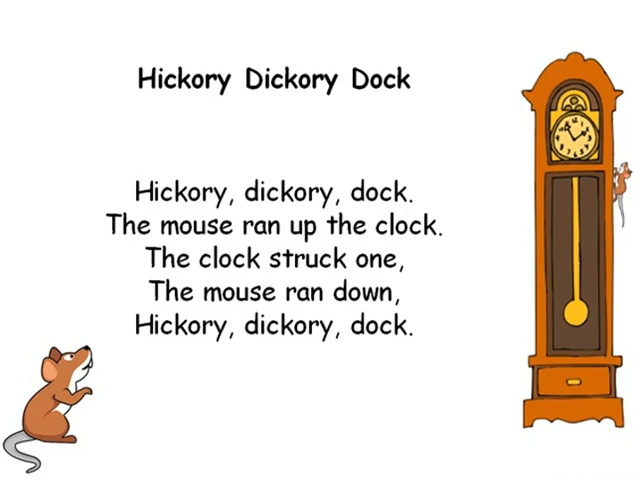 Hickory Dickory Dock
Hickory, dickory, dock.
The mouse ran up the clock.
The clock struck one,
The mouse ran down,
Hickory, dickory, dock.